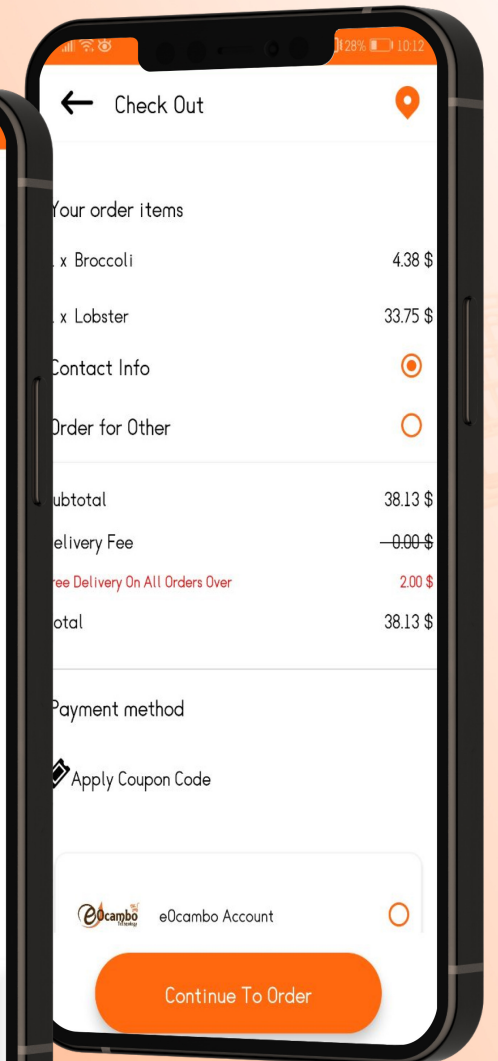 28% 10:12
Check Out
Your order items
x Broccoli 4.38 $
x Lobster 33.75 $
Contact Info
Order for Other
ubtotal 38.13 $
elivery Fee 0.00 $
ree Delivery On All Orders Over 2.00 $
otal 38.13 $
Payment method
Apply Coupon Code
eOcambo Technology eOcambo Account
Continue To Order